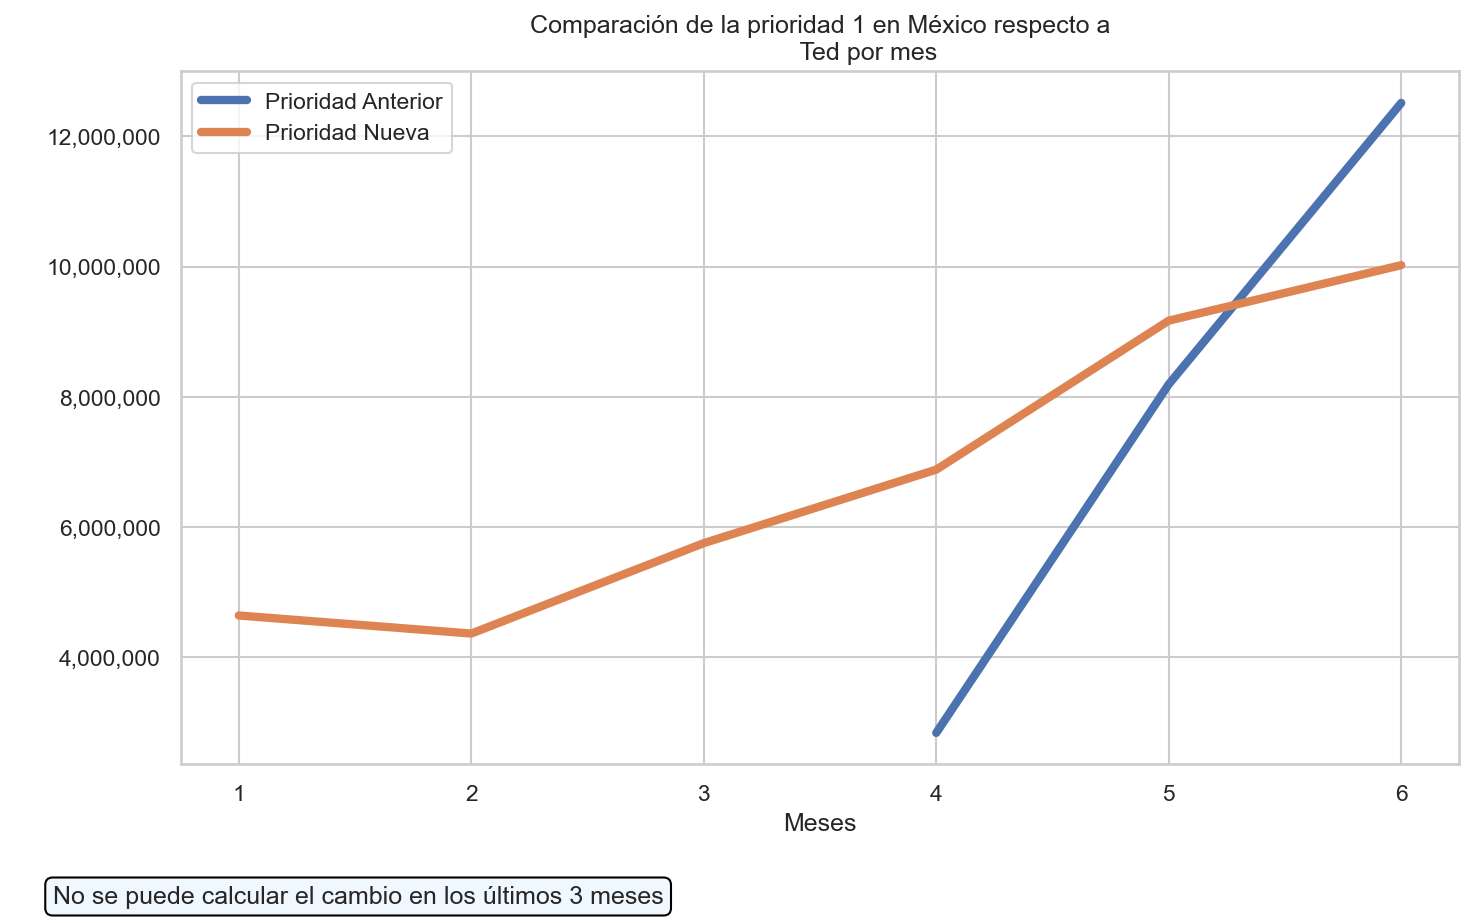 Comparación de la prioridad 1 en México respecto a
Ted por mes
Prioridad Anterior
Prioridad Nueva
12,000,000
10,000,000
8,000,000
6,000,000
4,000,000
1 2 3 4 5 6
Meses
No se puede calcular el cambio en los últimos 3 meses